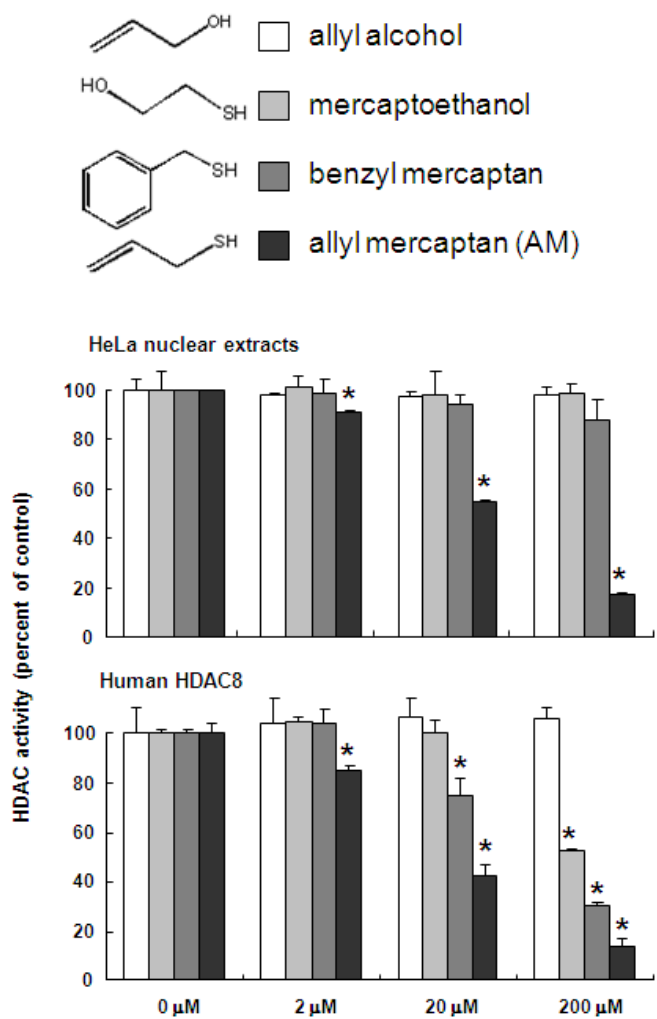 OH
allyl alcohol
HO
SH
mercaptoethanol
SH
benzyl mercaptan
SH
allyl mercaptan (AM)
HeLa nuclear extracts
100
80
60
40
20
0
*
*
*
Human HDAC8
100
80
60
40
20
0
*
*
*
*
*
*
0 µM
2 µM
20 µM
200 µM
HDAC activity (percent of control)